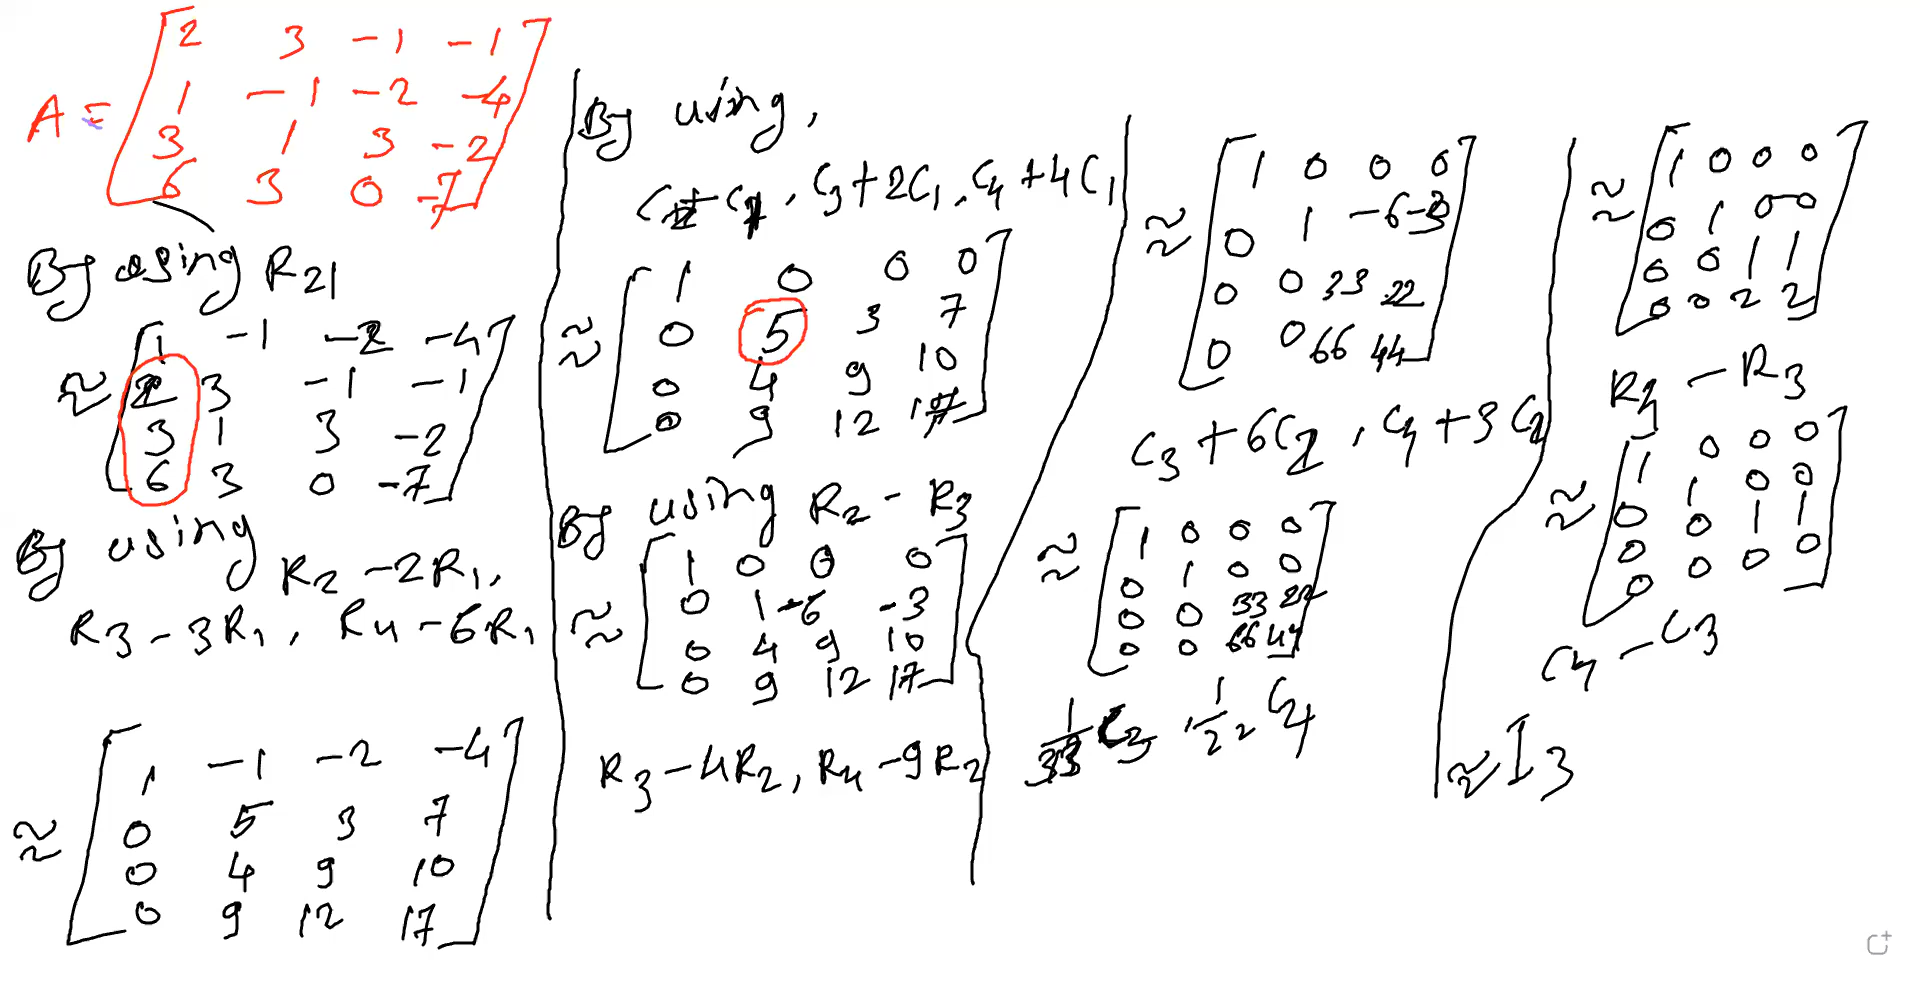 A = [ 2 3 -1 -1
1 -1 -2 -4
3 1 3 -2
6 3 0 -7 ]
By using R21
≈ [ 1 -1 -2 -4
2 3 -1 -1
3 1 3 -2
6 3 0 -7 ]
By using
R2 - 2R1,
R3 - 3R1, R4 - 6R1
≈ [ 1 -1 -2 -4
0 5 3 7
0 4 9 10
0 9 12 17 ]
By using,
C2 + C1, C3 + 2C1, C4 + 4C1
≈ [ 1 0 0 0
0 5 3 7
0 4 9 10
0 9 12 17 ]
By using R2 - R3
≈ [ 1 0 0 0
0 1 -6 -3
0 4 9 10
0 9 12 17 ]
R3 - 4R2, R4 - 9R2
≈ [ 1 0 0 0
0 1 -6 -3
0 0 33 22
0 0 66 44 ]
C3 + 6C2, C4 + 3C2
≈ [ 1 0 0 0
0 1 0 0
0 0 33 22
0 0 66 44 ]
1/33 C3, 1/22 C4
≈ [ 1 0 0 0
0 1 0 0
0 0 1 1
0 0 2 2 ]
R4 - R3
≈ [ 1 0 0 0
0 1 0 0
0 0 1 1
0 0 0 0 ]
C4 - C3
≈ I3